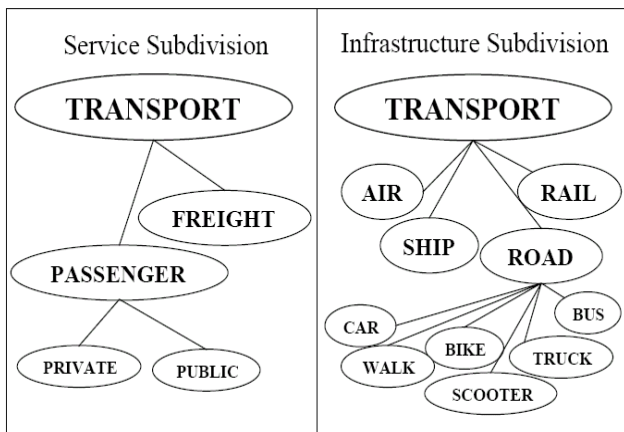 Service Subdivision
TRANSPORT
FREIGHT
PASSENGER
PRIVATE
PUBLIC
Infrastructure Subdivision
TRANSPORT
AIR
RAIL
SHIP
ROAD
BUS
CAR
BIKE
WALK
TRUCK
SCOOTER